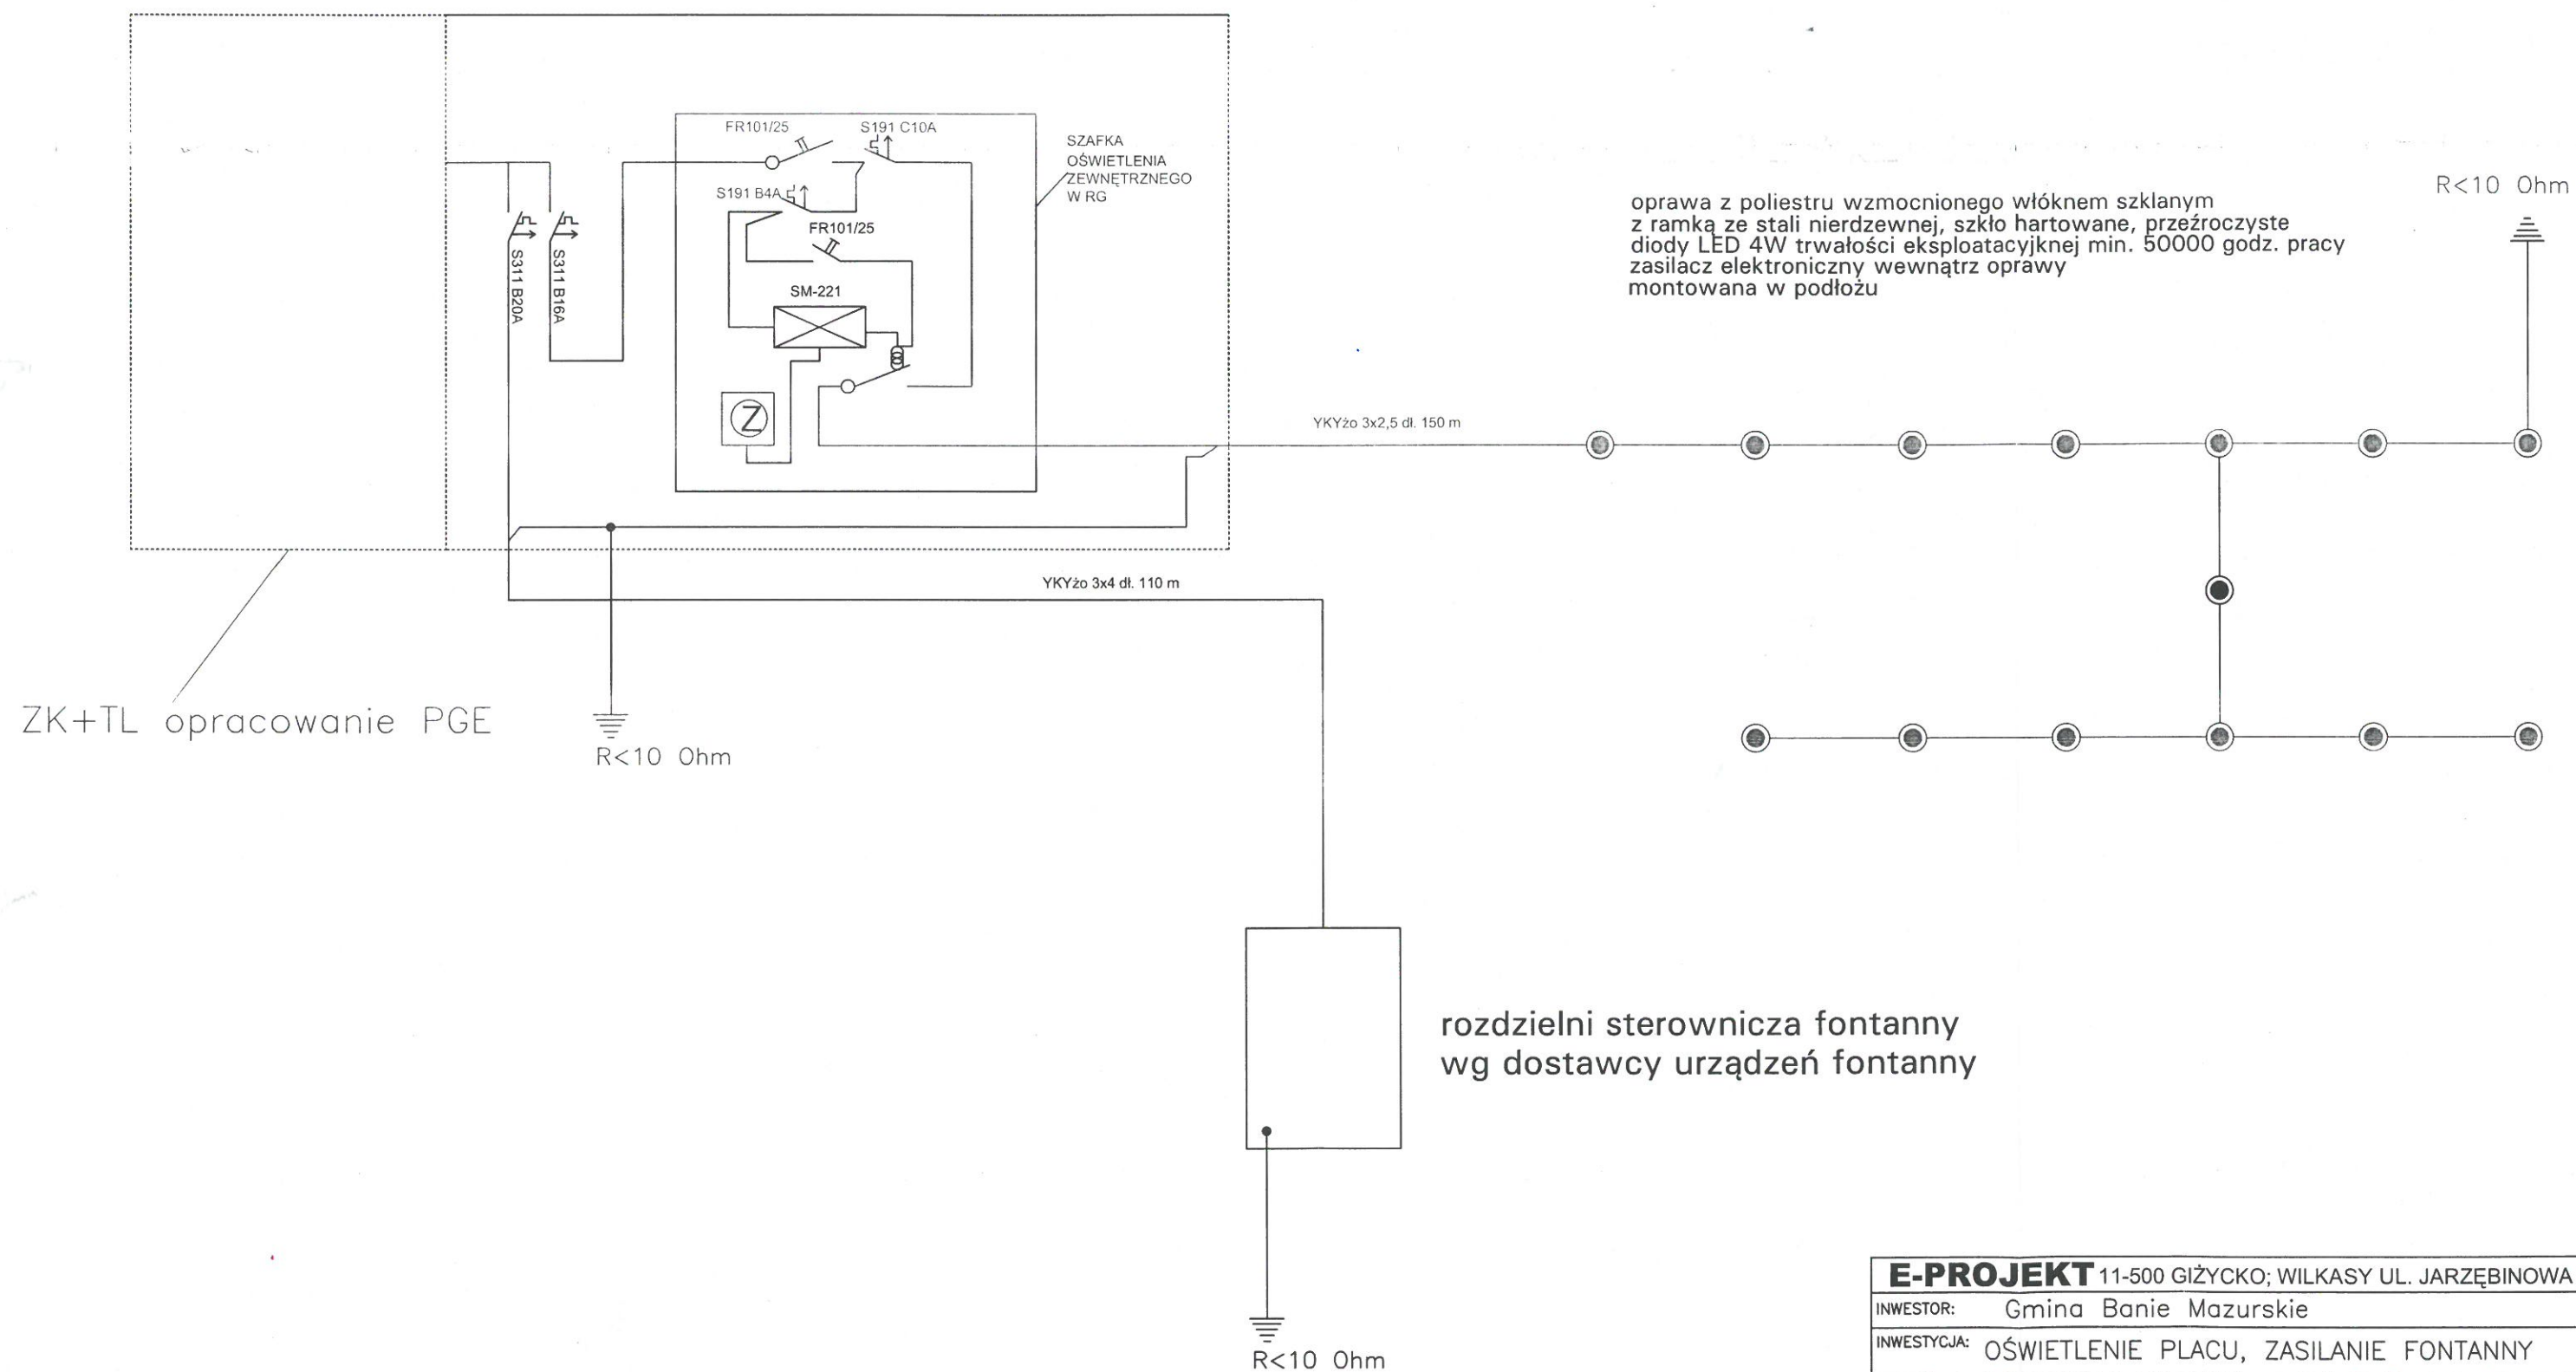 FR101/25
S191 C10A
SZAFKA
OŚWIETLENIA
ZEWNĘTRZNEGO
W RG
S191 B4A
FR101/25
S311 B20A
S311 B16A
SM-221
Z
oprawa z poliestru wzmocnionego włóknem szklanym
z ramką ze stali nierdzewnej, szkło hartowane, przeźroczyste
diody LED 4W trwałości eksploatacyjknej min. 50000 godz. pracy
zasilacz elektroniczny wewnątrz oprawy
montowana w podłożu
R<10 Ohm
YKYżo 3x2,5 dł. 150 m
YKYżo 3x4 dł. 110 m
ZK+TL opracowanie PGE
R<10 Ohm
rozdzielni sterownicza fontanny
wg dostawcy urządzeń fontanny
R<10 Ohm
E-PROJEKT 11-500 GIŻYCKO; WILKASY UL. JARZĘBINOWA
INWESTOR: Gmina Banie Mazurskie
INWESTYCJA: OŚWIETLENIE PLACU, ZASILANIE FONTANNY